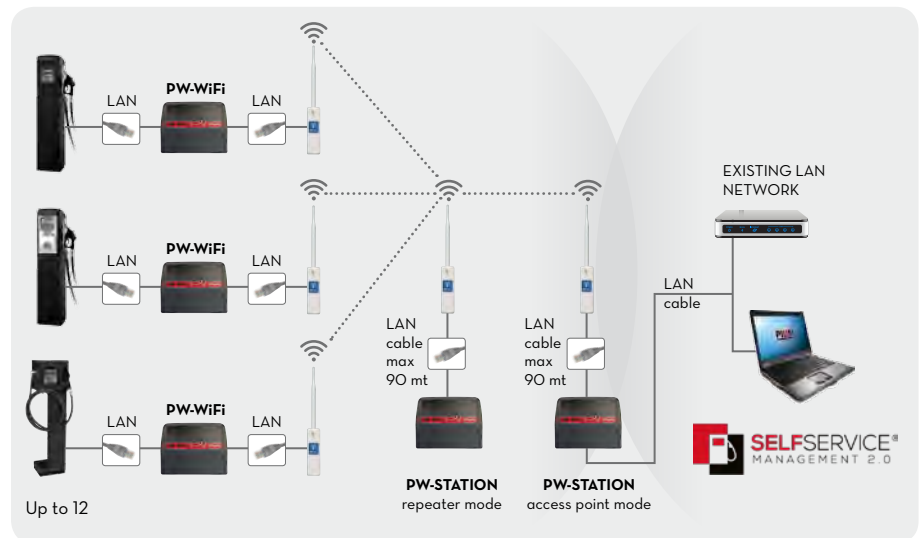 LAN
PW-WiFi
LAN
LAN
PW-WiFi
LAN
LAN
PW-WiFi
LAN
Up to 12
LAN
cable
max
90 mt
PW-STATION
repeater mode
LAN
cable
max
90 mt
PW-STATION
access point mode
EXISTING LAN
NETWORK
LAN
cable
SELFSERVICE®
MANAGEMENT 2.0